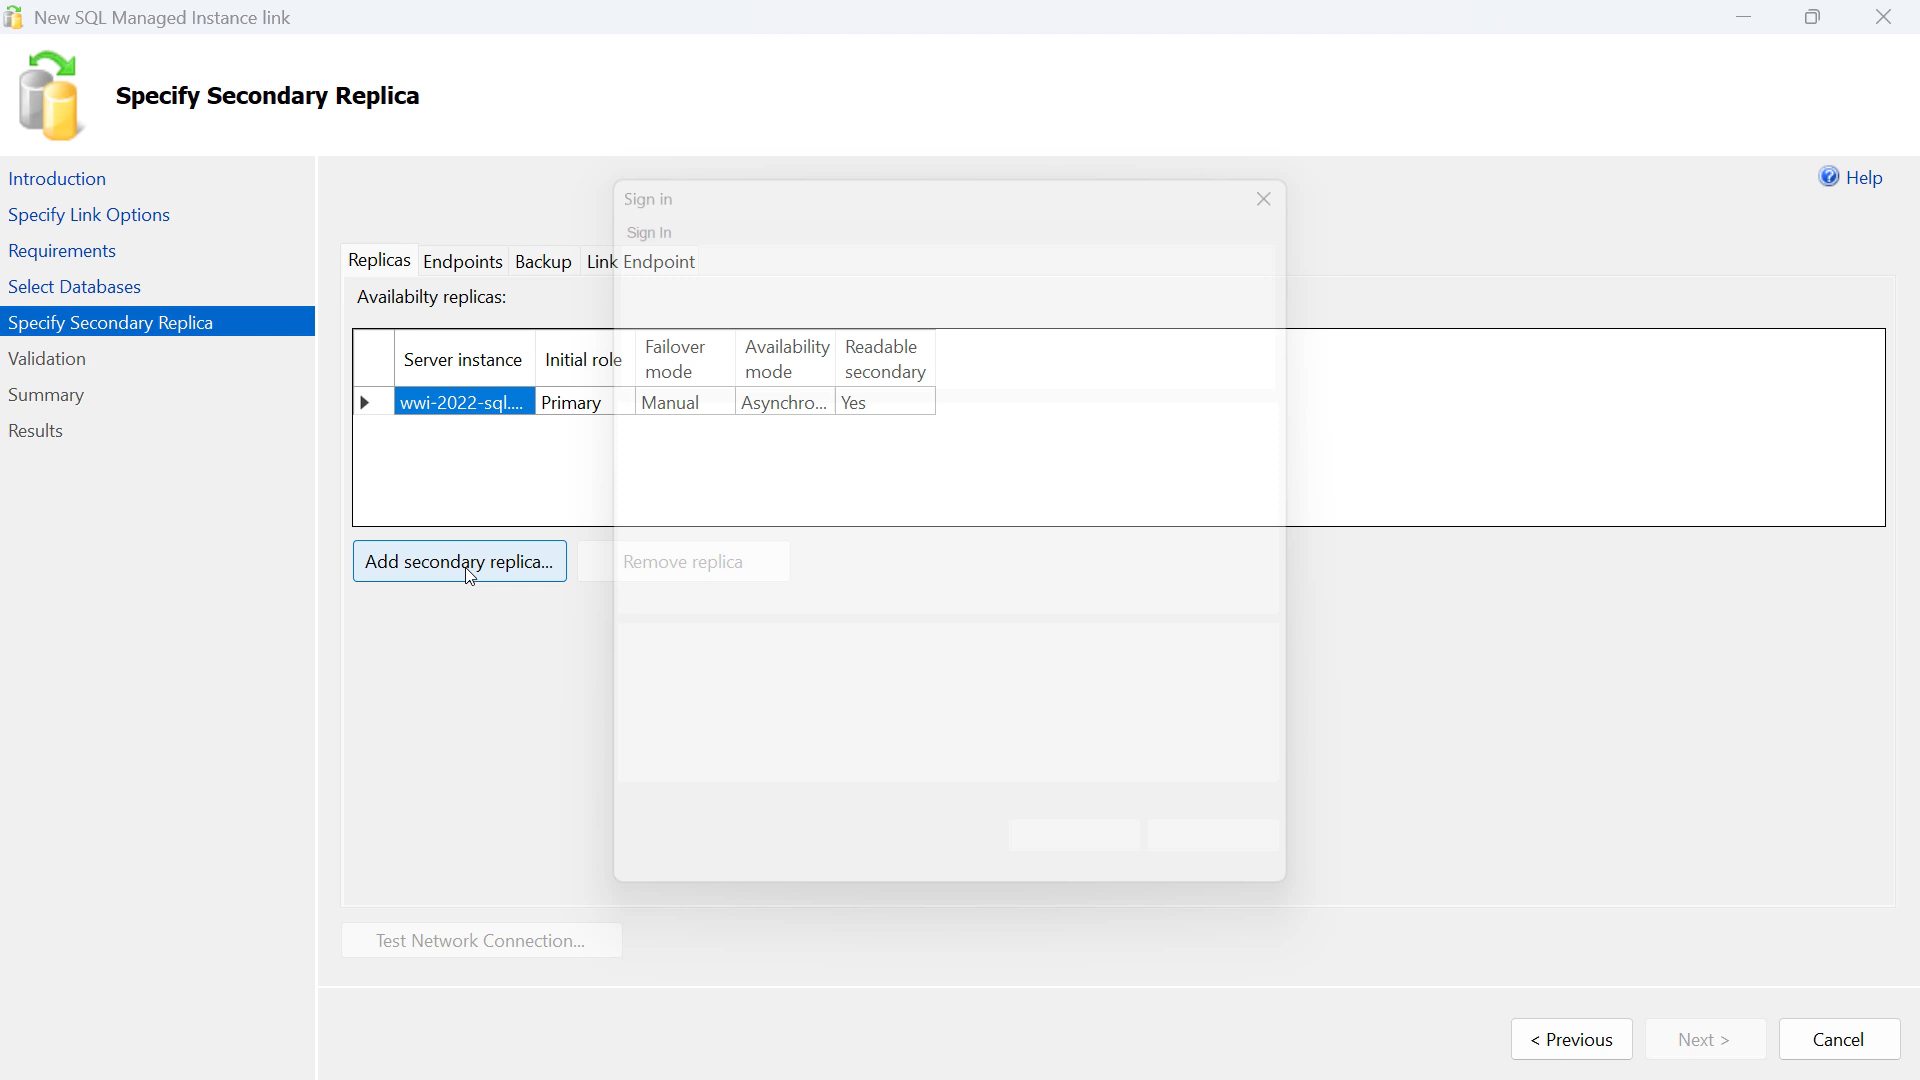 New SQL Managed Instance link
Specify Secondary Replica
Introduction
Specify Link Options
Requirements
Select Databases
Specify Secondary Replica
Validation
Summary
Results
Help
Sign in
Sign In
Replicas Endpoints Backup Link Endpoint
Availabilty replicas:
Server instance Initial role Failover mode Availability mode Readable secondary
wwi-2022-sql.... Primary Manual Asynchro... Yes
Add secondary replica... Remove replica
Test Network Connection...
< Previous Next > Cancel